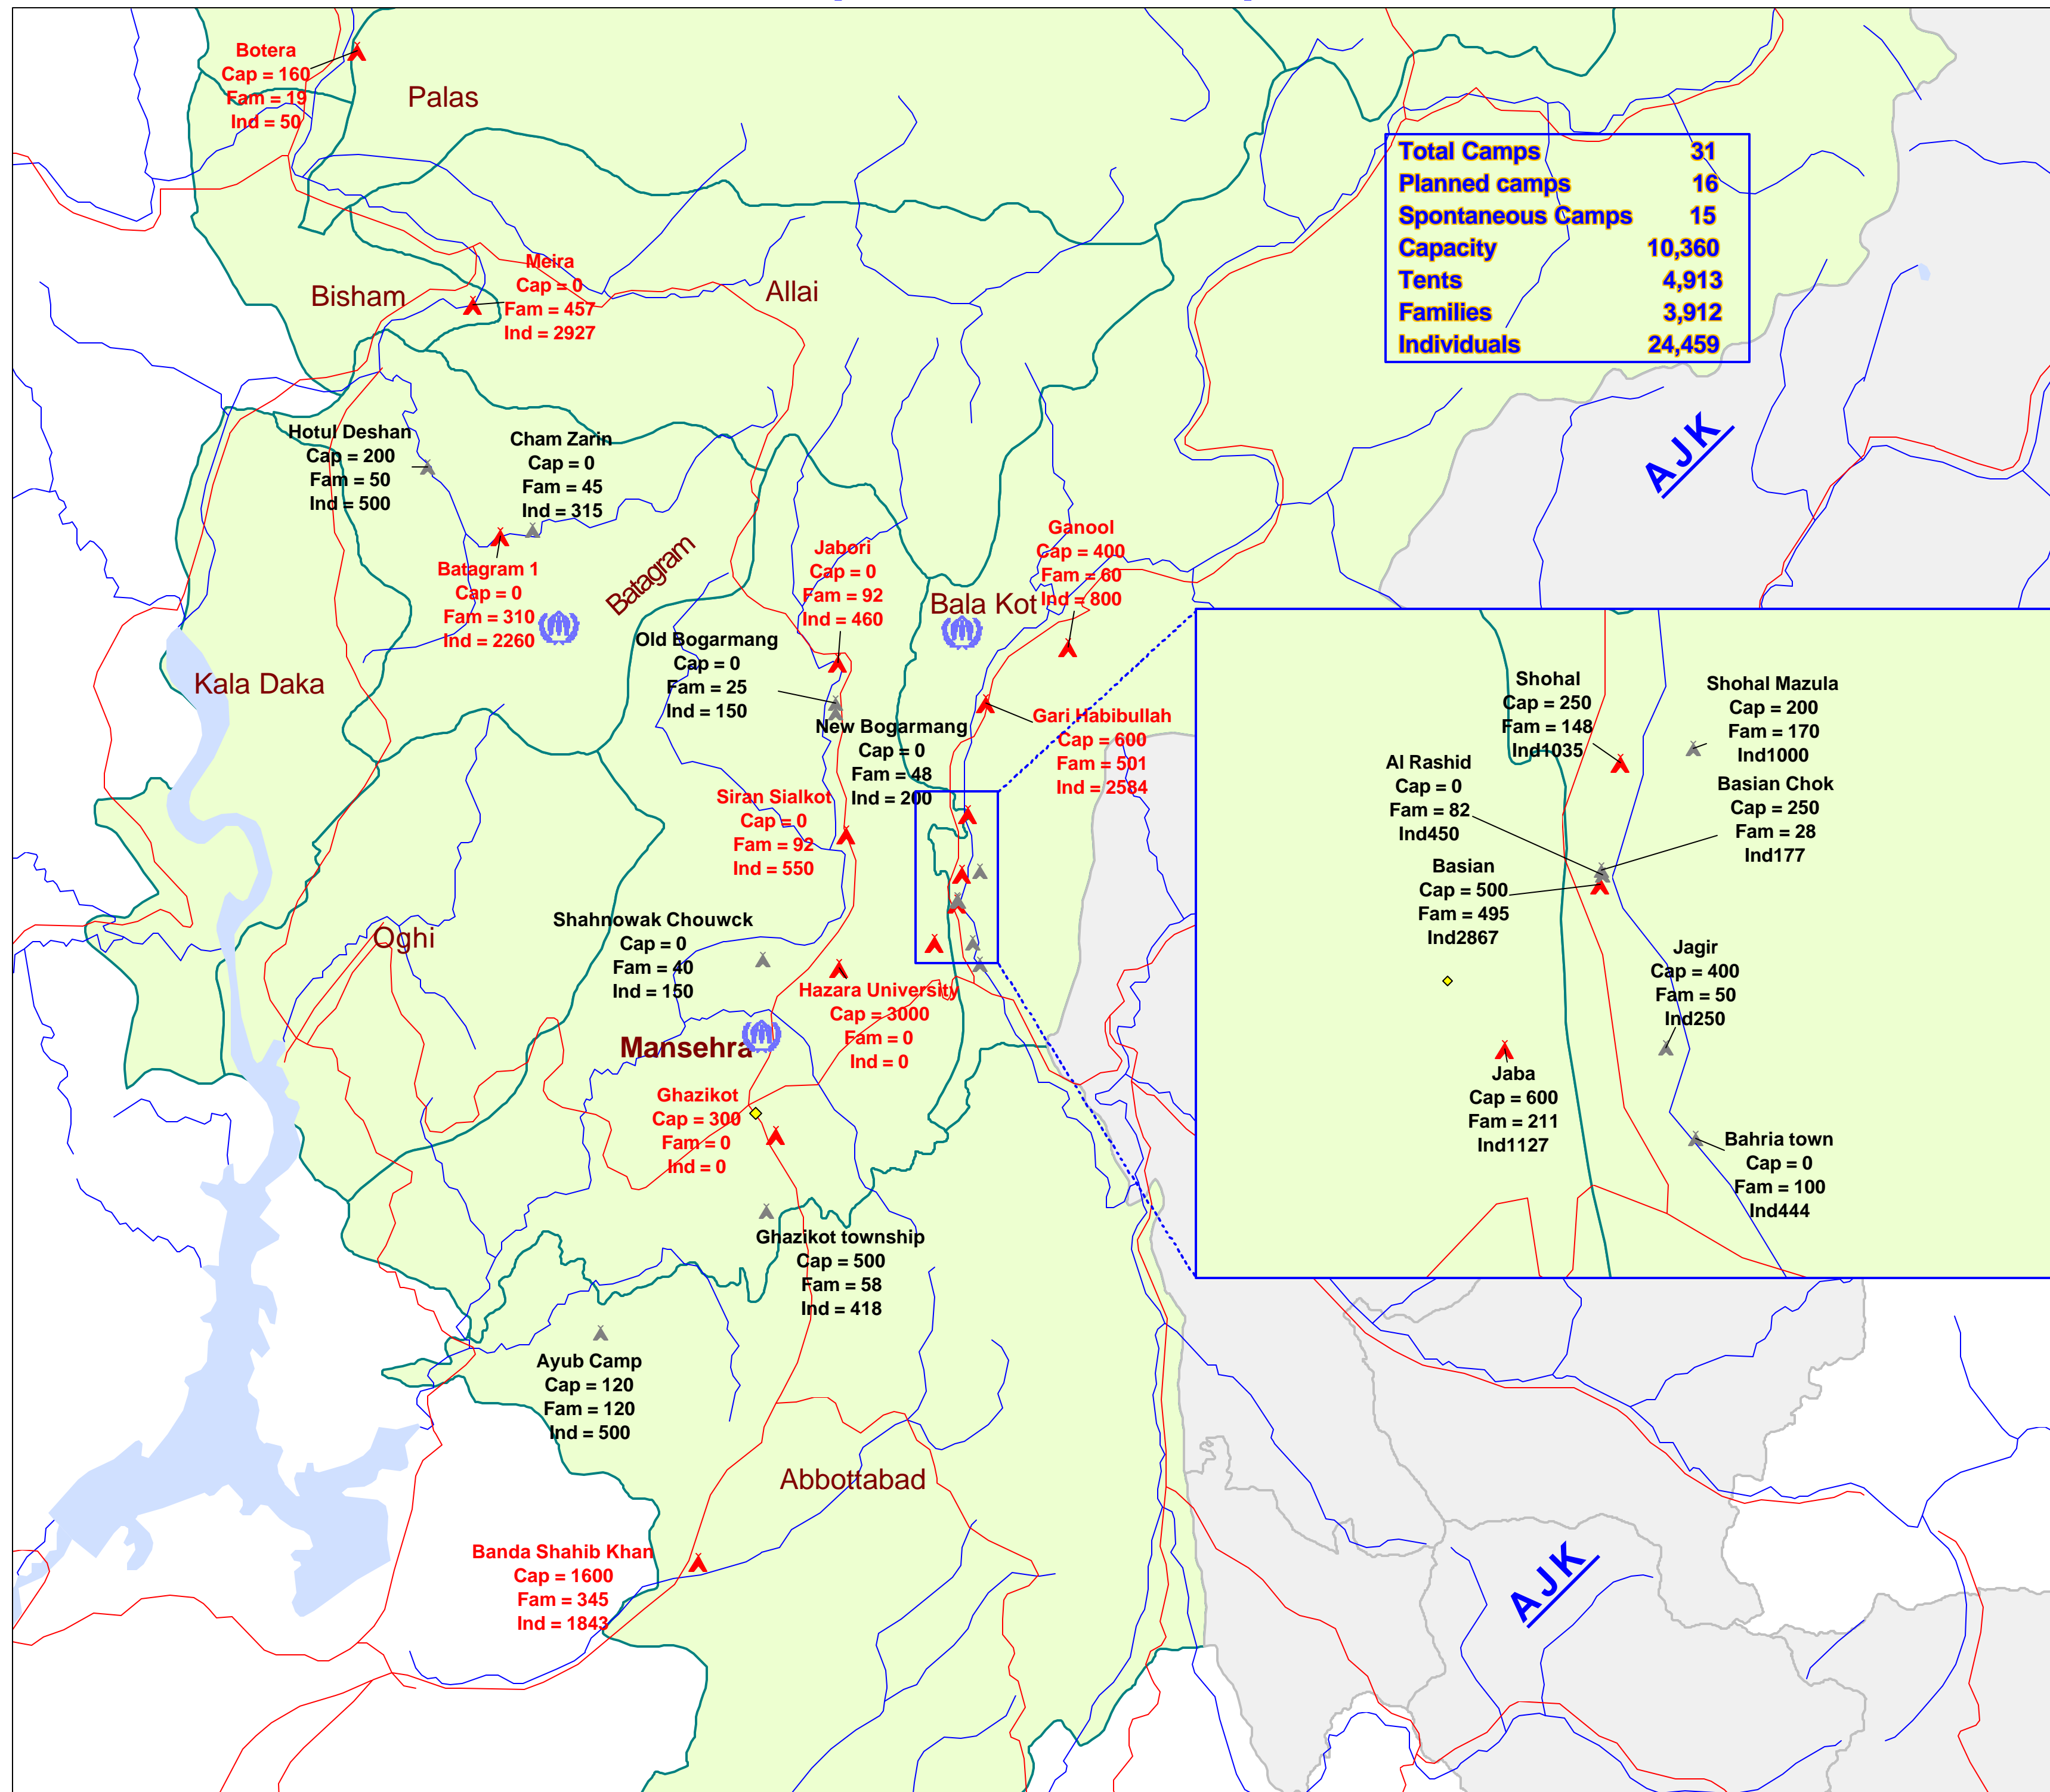 Botera
Cap = 160
Fam = 19
Ind = 50
Palas
Total Camps 31
Planned camps 16
Spontaneous Camps 15
Capacity 10,360
Tents 4,913
Families 3,912
Individuals 24,459
Meira
Cap = 0
Fam = 457
Ind = 2927
Bisham
Allai
AJK
Hotul Deshan
Cap = 200
Fam = 50
Ind = 500
Cham Zarin
Cap = 0
Fam = 45
Ind = 315
Batagram 1
Cap = 0
Fam = 310
Ind = 2260
Batagram
Jabori
Cap = 0
Fam = 92
Ind = 460
Ganool
Cap = 400
Fam = 60
Ind = 800
Bala Kot
Old Bogarmang
Cap = 0
Fam = 25
Ind = 150
Kala Daka
New Bogarmang
Cap = 0
Fam = 48
Ind = 200
Gari Habibullah
Cap = 600
Fam = 501
Ind = 2584
Siran Sialkot
Cap = 0
Fam = 92
Ind = 550
Shohal
Cap = 250
Fam = 148
Ind1035
Shohal Mazula
Cap = 200
Fam = 170
Ind1000
Al Rashid
Cap = 0
Fam = 82
Ind450
Basian Chok
Cap = 250
Fam = 28
Ind177
Basian
Cap = 500
Fam = 495
Ind2867
Jagir
Cap = 400
Fam = 50
Ind250
Jaba
Cap = 600
Fam = 211
Ind1127
Bahria town
Cap = 0
Fam = 100
Ind444
Oghi
Shahnowak Chouwck
Cap = 0
Fam = 40
Ind = 150
Hazara University
Cap = 3000
Fam = 0
Ind = 0
Mansehra
Ghazikot
Cap = 300
Fam = 0
Ind = 0
Ghazikot township
Cap = 500
Fam = 58
Ind = 418
Ayub Camp
Cap = 120
Fam = 120
Ind = 500
Abbottabad
Banda Shahib Khan
Cap = 1600
Fam = 345
Ind = 1843
AJK